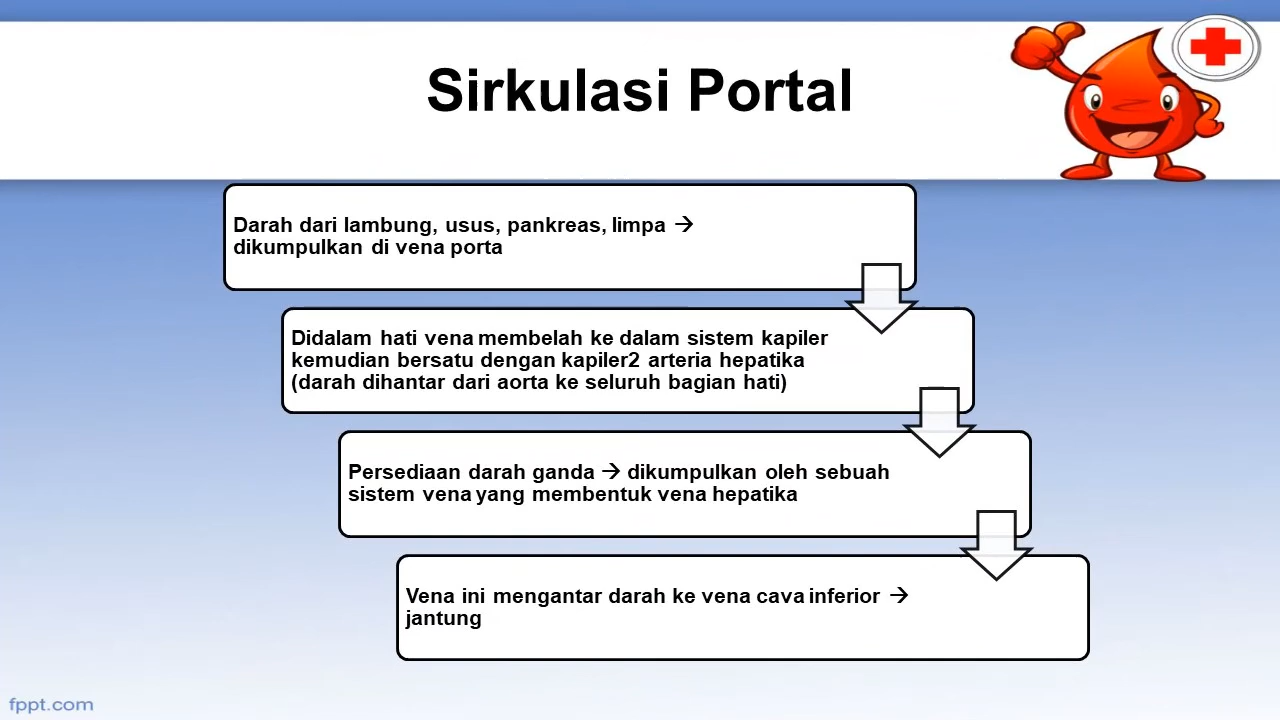 Sirkulasi Portal
Darah dari lambung, usus, pankreas, limpa →
dikumpulkan di vena porta
Didalam hati vena membelah ke dalam sistem kapiler
kemudian bersatu dengan kapiler2 arteria hepatika
(darah dihantar dari aorta ke seluruh bagian hati)
Persediaan darah ganda → dikumpulkan oleh sebuah
sistem vena yang membentuk vena hepatika
Vena ini mengantar darah ke vena cava inferior →
jantung
fppt.com